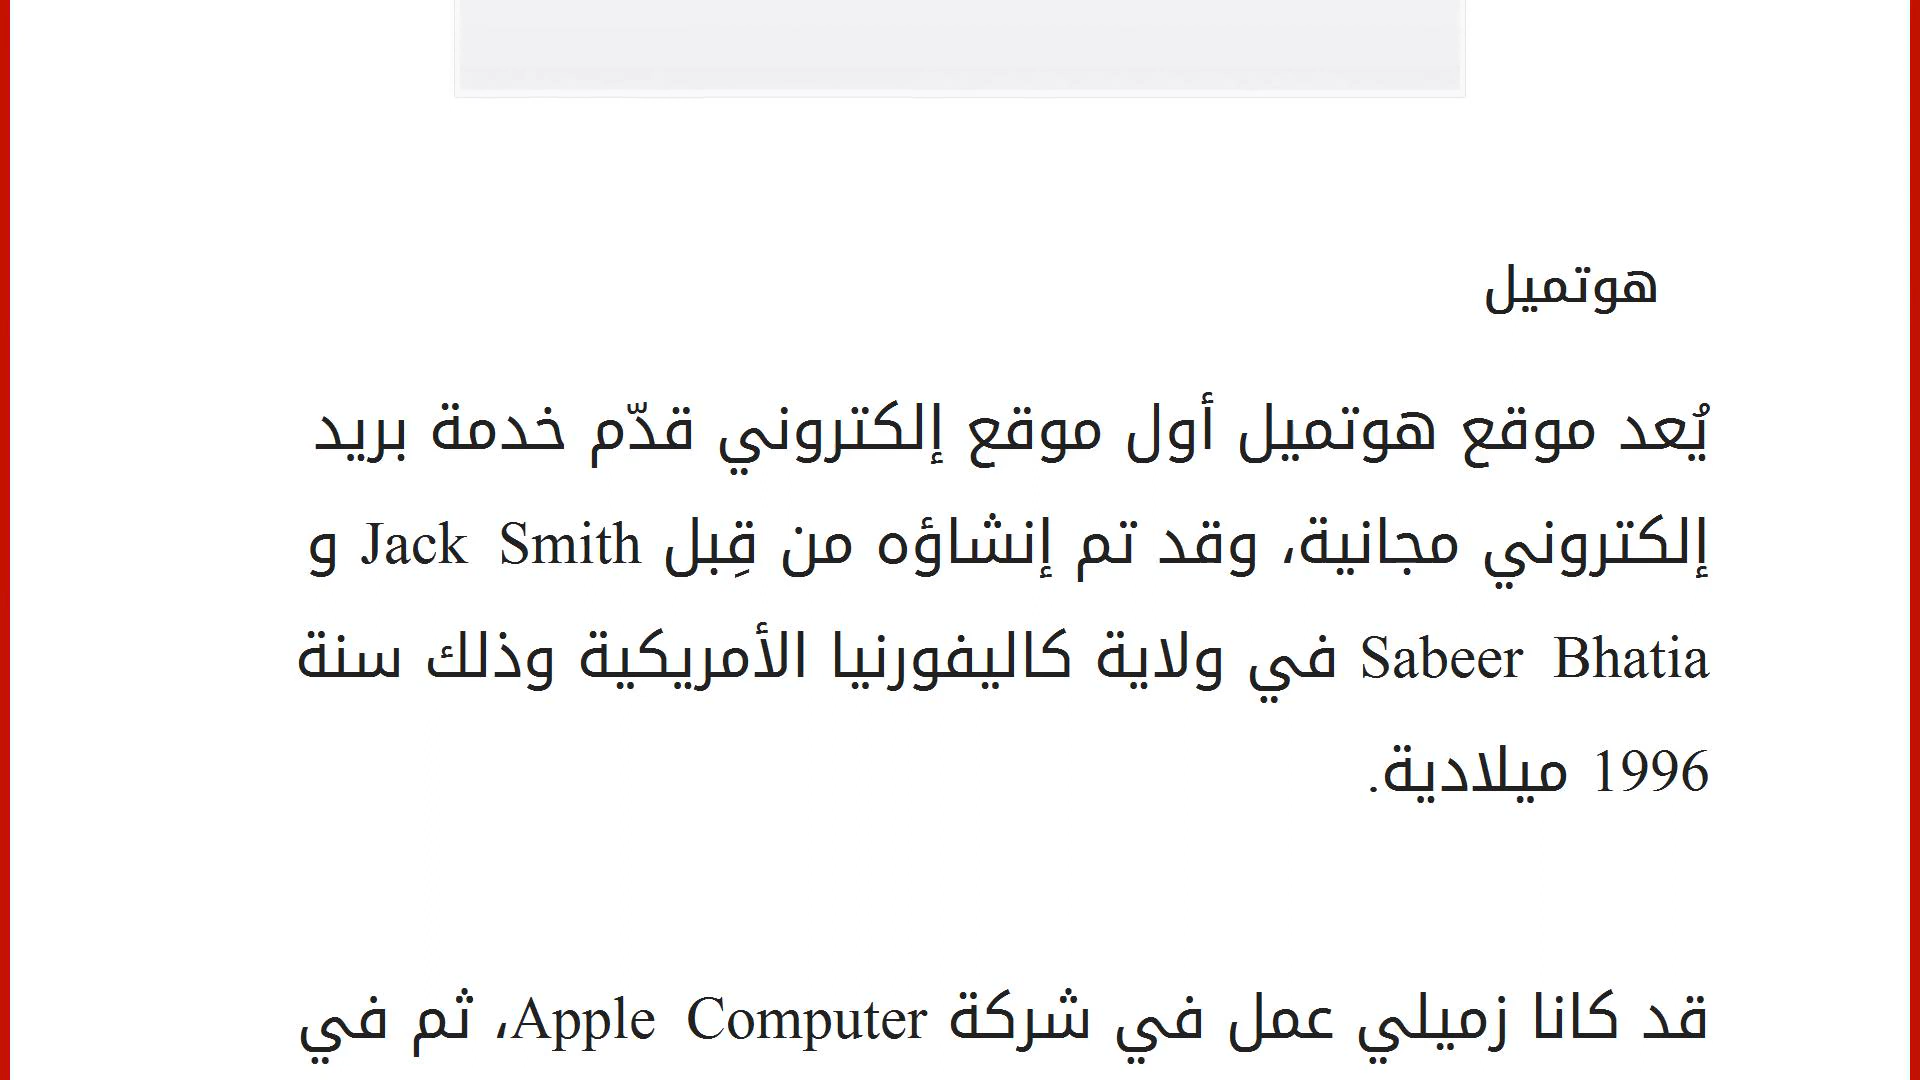 هوتميل
يُعد موقع هوتميل أول موقع إلكتروني قدّم خدمة بريد
إلكتروني مجانية، وقد تم إنشاؤه من قِبل Jack Smith و
Sabeer Bhatia في ولاية كاليفورنيا الأمريكية وذلك سنة
1996 ميلادية.
قد كانا زميلي عمل في شركة Apple Computer، ثم في